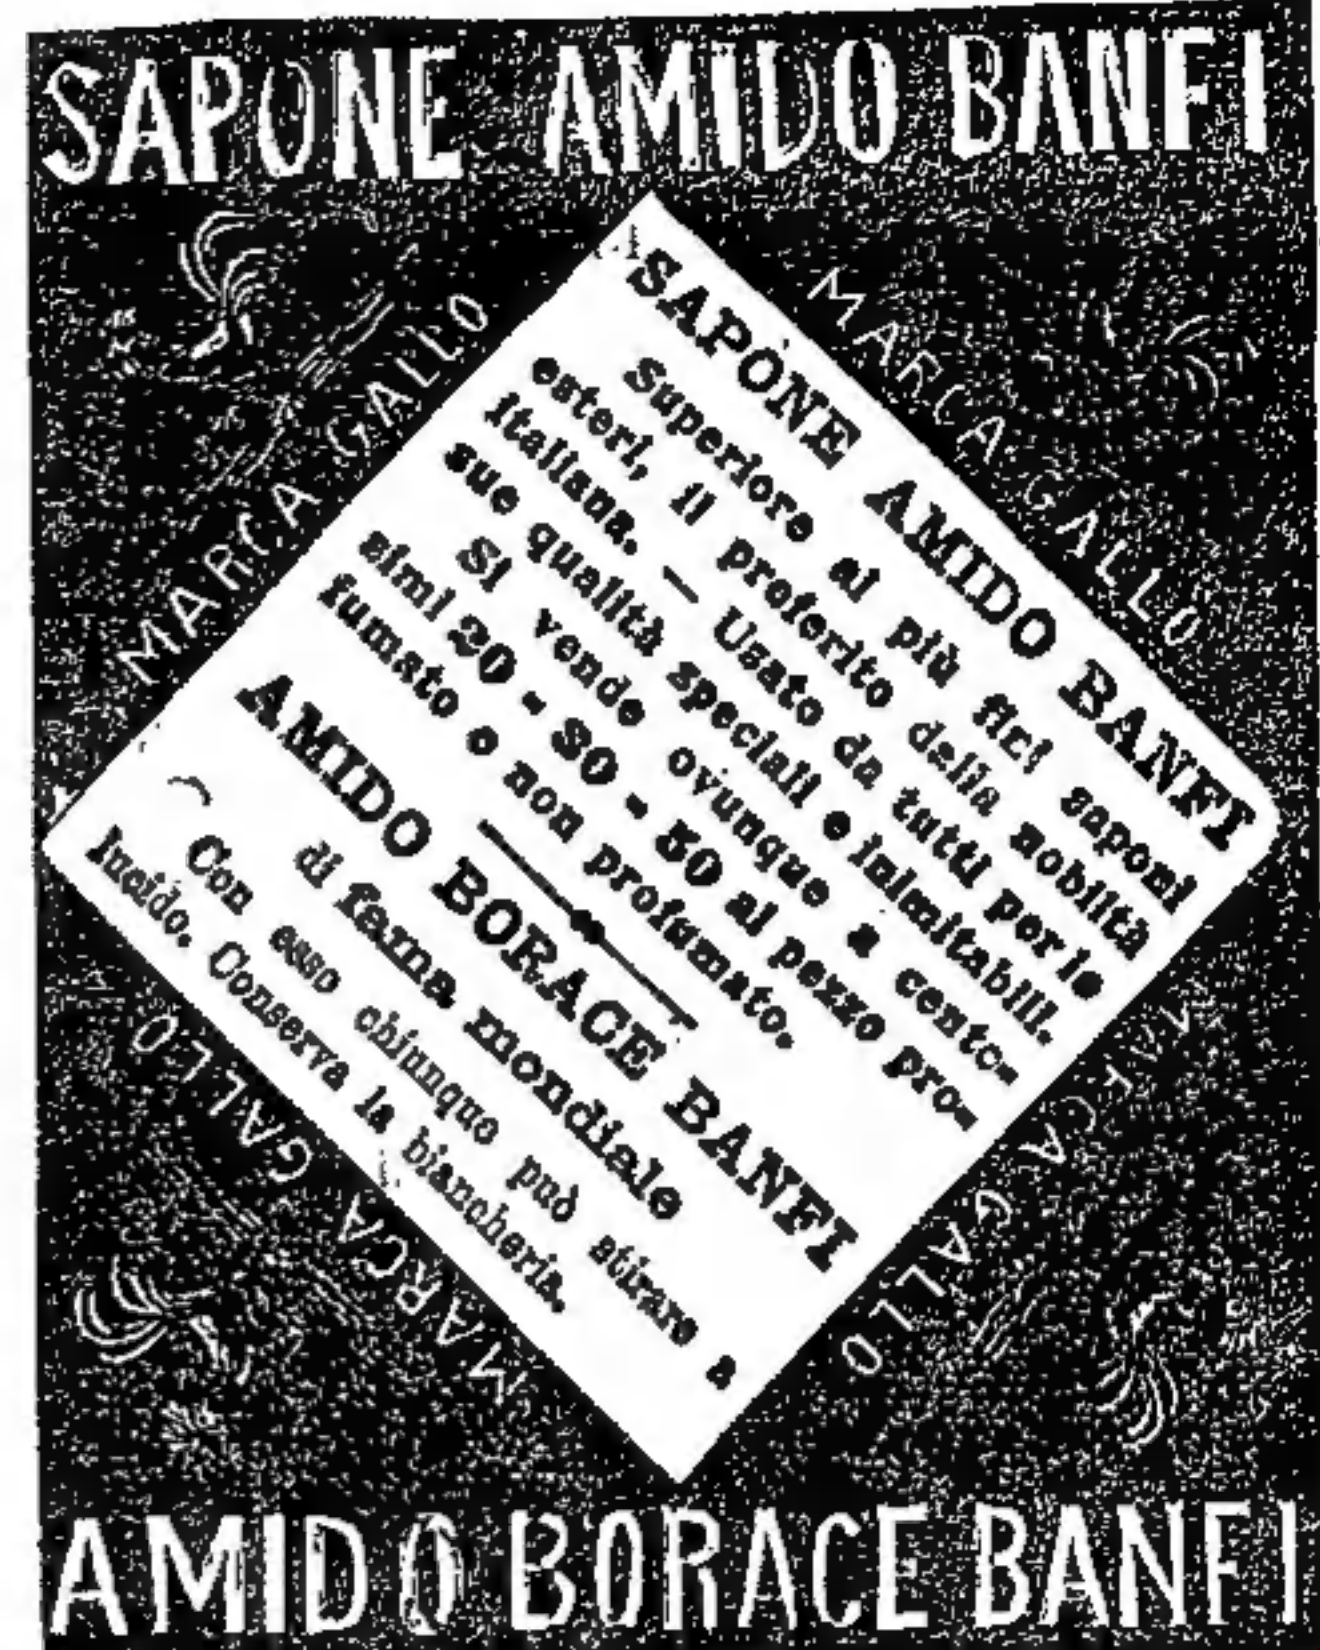 SAPONE AMIDO BANFI
MARCA GALLO
MARCA GALLO
SAPONE AMIDO BANFI
Superiore ai più fini saponi
esteri, il preferito della nobiltà
italiana. — Usato da tutti per le
sue qualità speciali e inimitabili.
Si vende ovunque a cente-
simi 20 - 30 - 50 al pezzo pro-
fumato o non profumato.
AMIDO BORACE BANFI
di fama mondiale
Con esso chiunque può stirare a
lucido. Conserva la biancheria.
MARCA GALLO
MARCA GALLO
AMIDO BORACE BANFI